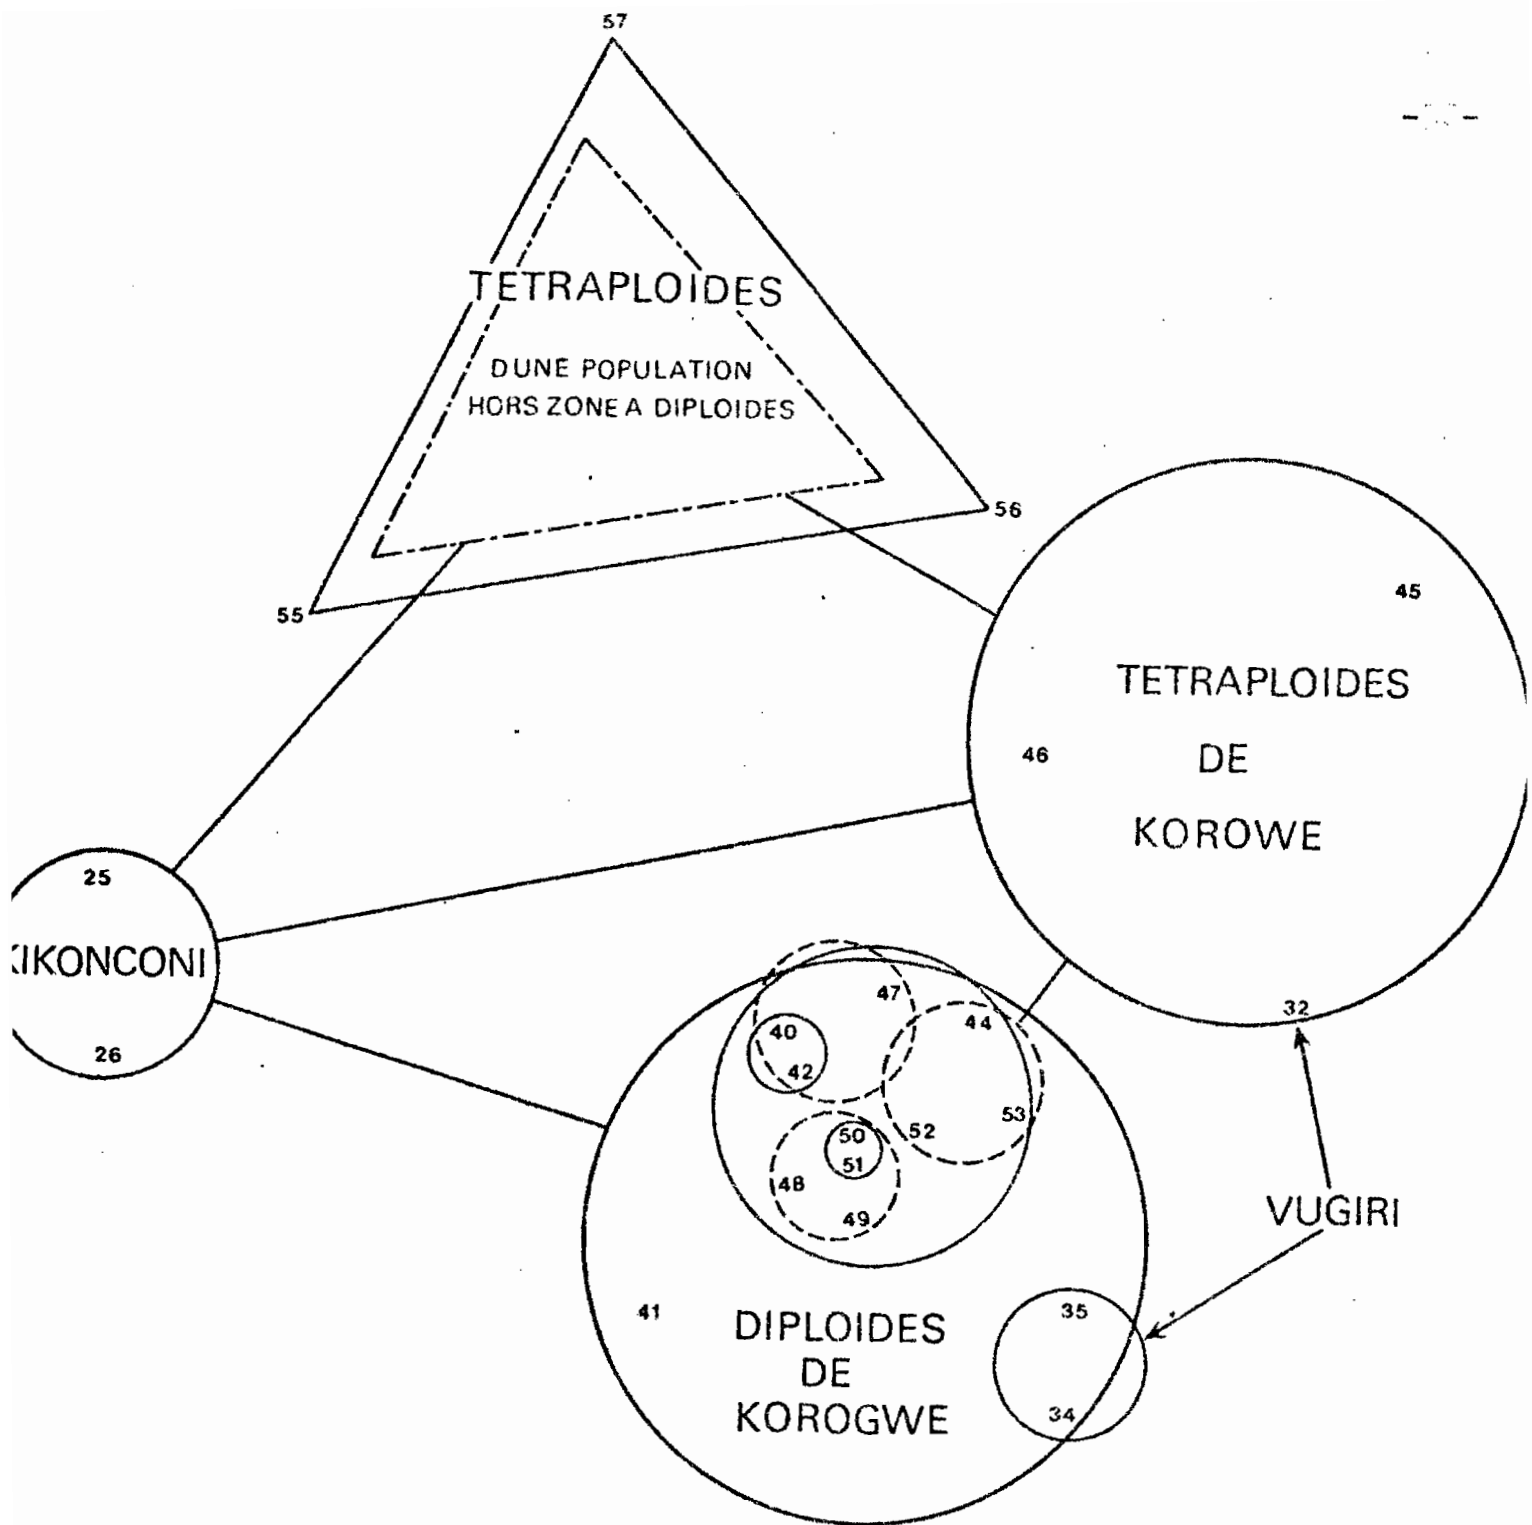 57
TETRAPLOIDES
DUNE POPULATION
HORS ZONE A DIPLOIDES
56
55
45
TETRAPLOIDES
46
DE
KOROWE
25
KIKONCONI
26
32
47
44
40
42
53
52
50
51
48
49
VUGIRI
41
35
DIPLOIDES
DE
KOROGWE
34